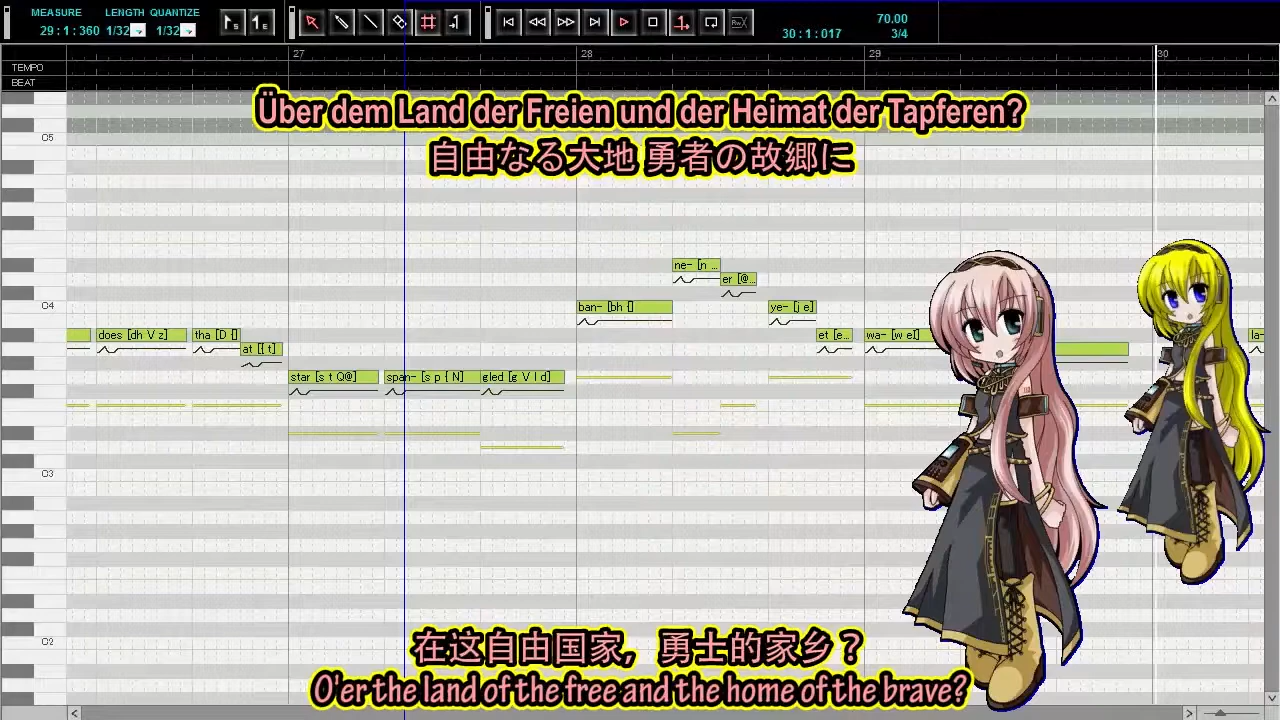 MEASURE LENGTH QUANTIZE
29 : 1 : 360 1/32 1/32
30 : 1 : 017
70.00
3/4
27 28 29 30
TEMPO
BEAT
Über dem Land der Freien und der Heimat der Tapferen?
C5
自由なる大地 勇者の故郷に
ne- [n ...
er [@...
C4
ban- [bh {]
ye- [j e]
does [dh V z]
tha [D {]
et [e...
wa- [w eI]
la-
at [{ t]
star [s t Q@]
span- [s p { N]
gled [g V l d]
C3
C2
在这自由国家，勇士的家乡？
O'er the land of the free and the home of the brave?